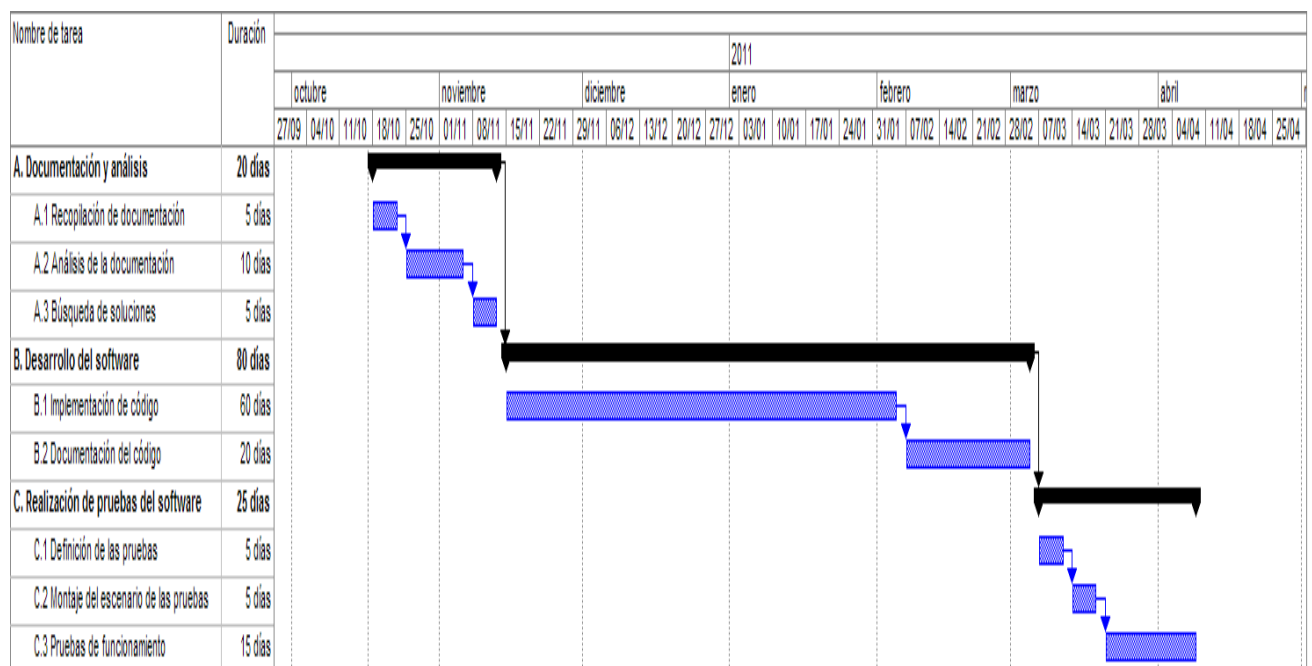 Nombre de tarea Duración
2011
octubre noviembre diciembre enero febrero marzo abril
27/09 04/10 11/10 18/10 25/10 01/11 08/11 15/11 22/11 29/11 06/12 13/12 20/12 27/12 03/01 10/01 17/01 24/01 31/01 07/02 14/02 21/02 28/02 07/03 14/03 21/03 28/03 04/04 11/04 18/04 25/04
A. Documentación y análisis 20 días
A.1 Recopilación de documentación 5 días
A.2 Análisis de la documentación 10 días
A.3 Búsqueda de soluciones 5 días
B. Desarrollo del software 80 días
B.1 Implementación de código 60 días
B.2 Documentación del código 20 días
C. Realización de pruebas del software 25 días
C.1 Definición de las pruebas 5 días
C.2 Montaje del escenario de las pruebas 5 días
C.3 Pruebas de funcionamiento 15 días